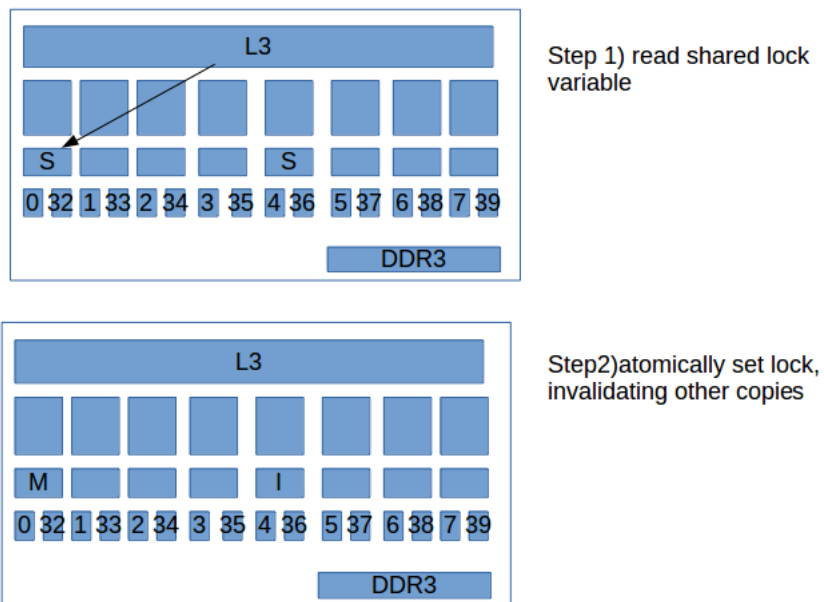 L3
Step 1) read shared lock
variable
S S
0 32 1 33 2 34 3 35 4 36 5 37 6 38 7 39
DDR3
L3
Step2)atomically set lock,
invalidating other copies
M I
0 32 1 33 2 34 3 35 4 36 5 37 6 38 7 39
DDR3